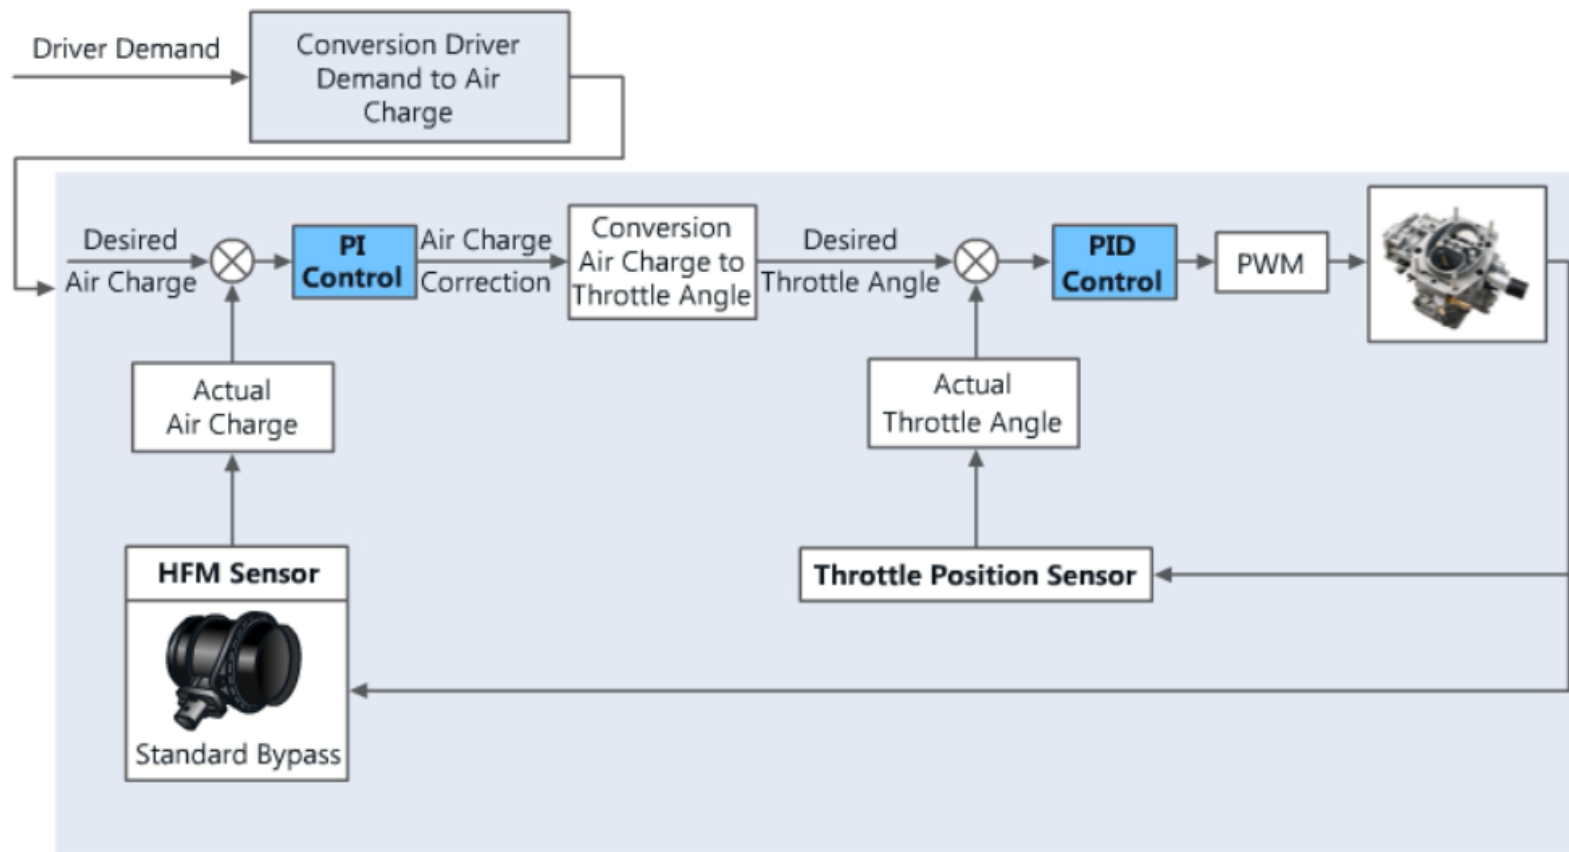 Driver Demand
Conversion Driver
Demand to Air
Charge
Desired
Air Charge
PI
Control
Air Charge
Correction
Conversion
Air Charge to
Throttle Angle
Desired
Throttle Angle
PID
Control
PWM
Actual
Air Charge
Actual
Throttle Angle
HFM Sensor
Standard Bypass
Throttle Position Sensor